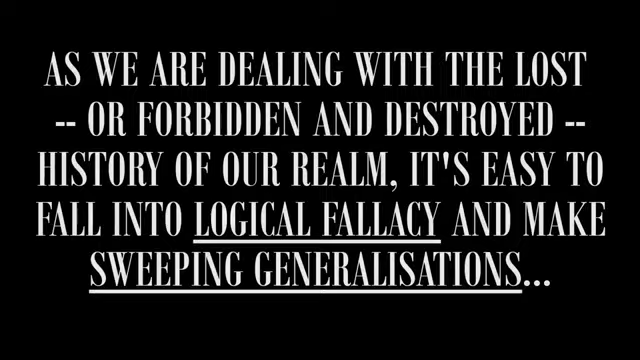 AS WE ARE DEALING WITH THE LOST
-- OR FORBIDDEN AND DESTROYED --
HISTORY OF OUR REALM, IT'S EASY TO
FALL INTO LOGICAL FALLACY AND MAKE
SWEEPING GENERALISATIONS...